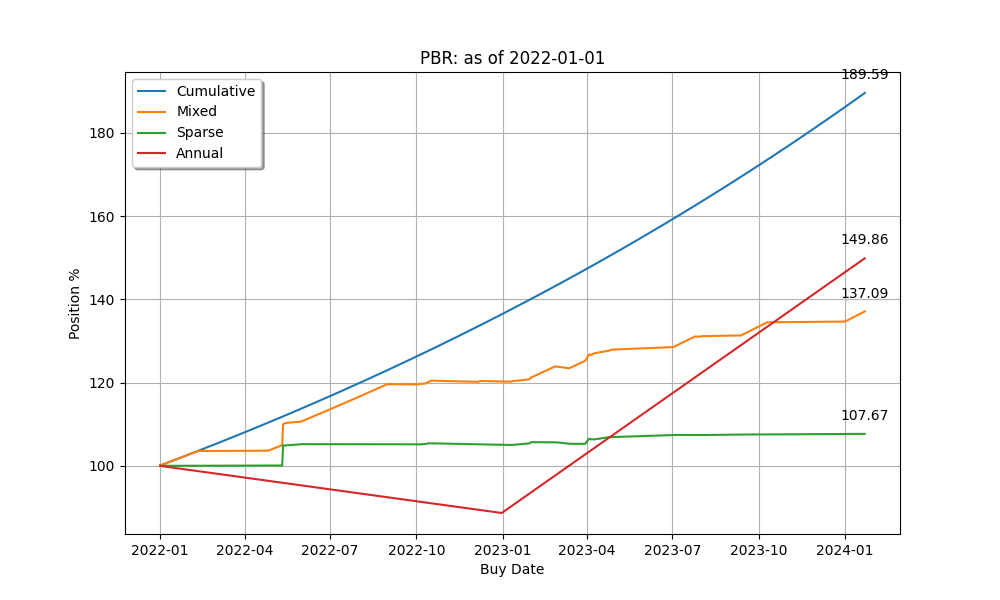 PBR: as of 2022-01-01
Cumulative
Mixed
Sparse
Annual
189.59
149.86
137.09
107.67
Position %
180
160
140
120
100
2022-01 2022-04 2022-07 2022-10 2023-01 2023-04 2023-07 2023-10 2024-01
Buy Date